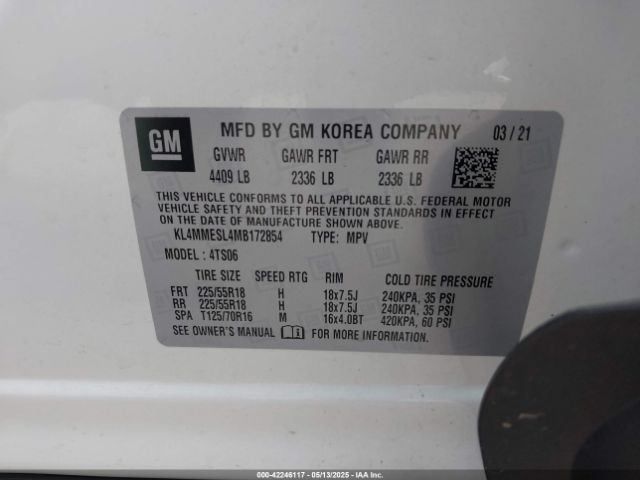 GM MFD BY GM KOREA COMPANY 03 / 21
GVWR GAWR FRT GAWR RR
4409 LB 2336 LB 2336 LB
THIS VEHICLE CONFORMS TO ALL APPLICABLE U.S. FEDERAL MOTOR
VEHICLE SAFETY AND THEFT PREVENTION STANDARDS IN EFFECT ON
THE DATE OF MANUFACTURE SHOWN ABOVE.
KL4MMESL4MB172854 TYPE: MPV
MODEL: 4TS06
TIRE SIZE SPEED RTG RIM COLD TIRE PRESSURE
FRT 225/55R18 H 18x7.5J 240KPA, 35 PSI
RR 225/55R18 H 18x7.5J 240KPA, 35 PSI
SPA T125/70R16 M 16x4.0BT 420KPA, 60 PSI
SEE OWNER'S MANUAL FOR MORE INFORMATION.
000-42246117 - 05/13/2025 - IAAI.COM